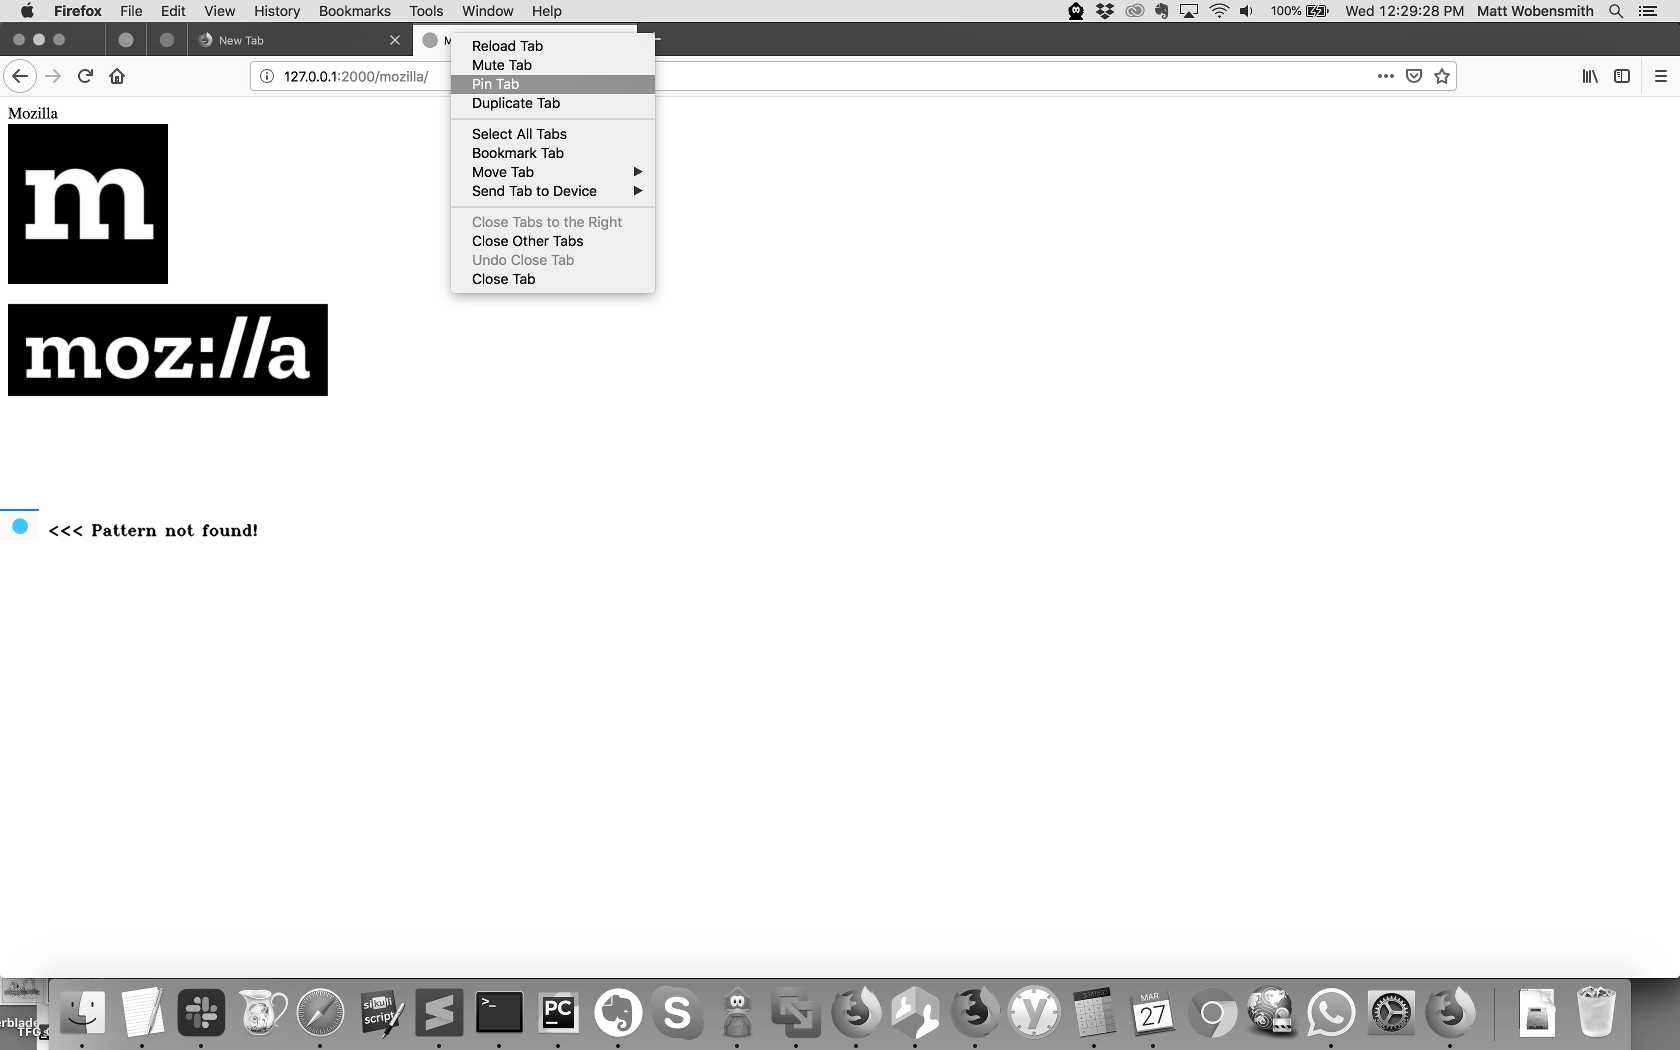 Firefox File Edit View History Bookmarks Tools Window Help 100% Wed 12:29:28 PM Matt Wobensmith
New Tab
127.0.0.1:2000/mozilla/
Reload Tab
Mute Tab
Pin Tab
Duplicate Tab
Select All Tabs
Bookmark Tab
Move Tab
Send Tab to Device
Close Tabs to the Right
Close Other Tabs
Undo Close Tab
Close Tab
Mozilla
m
moz://a
<<< Pattern not found!
erblade
TFG
sikuli
script
>_
PC
S
MAR
27